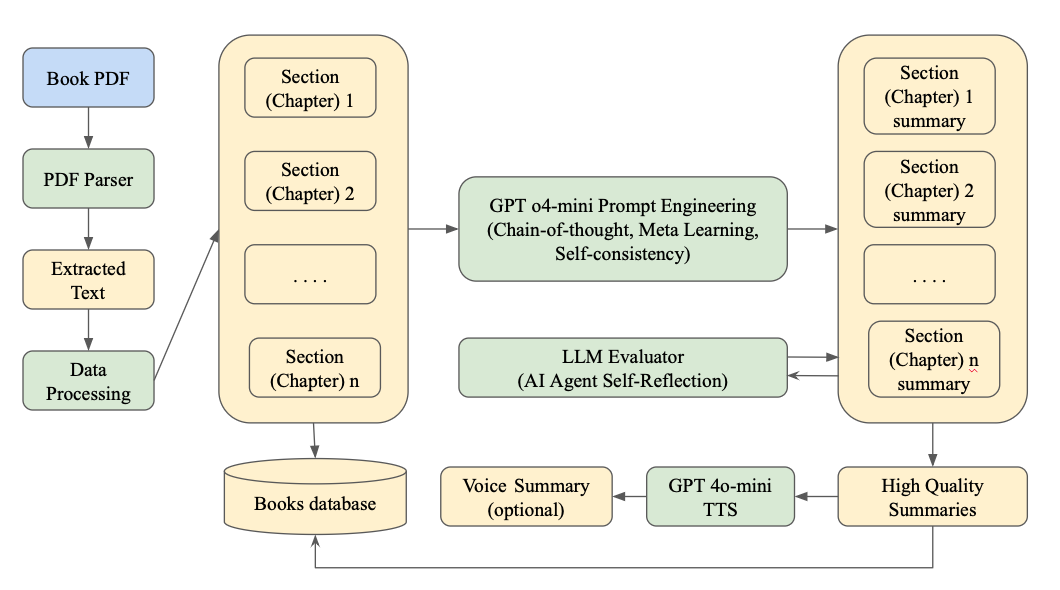 Book PDF
PDF Parser
Extracted
Text
Data
Processing
Section
(Chapter) 1
Section
(Chapter) 2
. . . .
Section
(Chapter) n
Books database
GPT o4-mini Prompt Engineering
(Chain-of-thought, Meta Learning,
Self-consistency)
LLM Evaluator
(AI Agent Self-Reflection)
Section
(Chapter) 1
summary
Section
(Chapter) 2
summary
. . . .
Section
(Chapter) n
summary
High Quality
Summaries
GPT 4o-mini
TTS
Voice Summary
(optional)